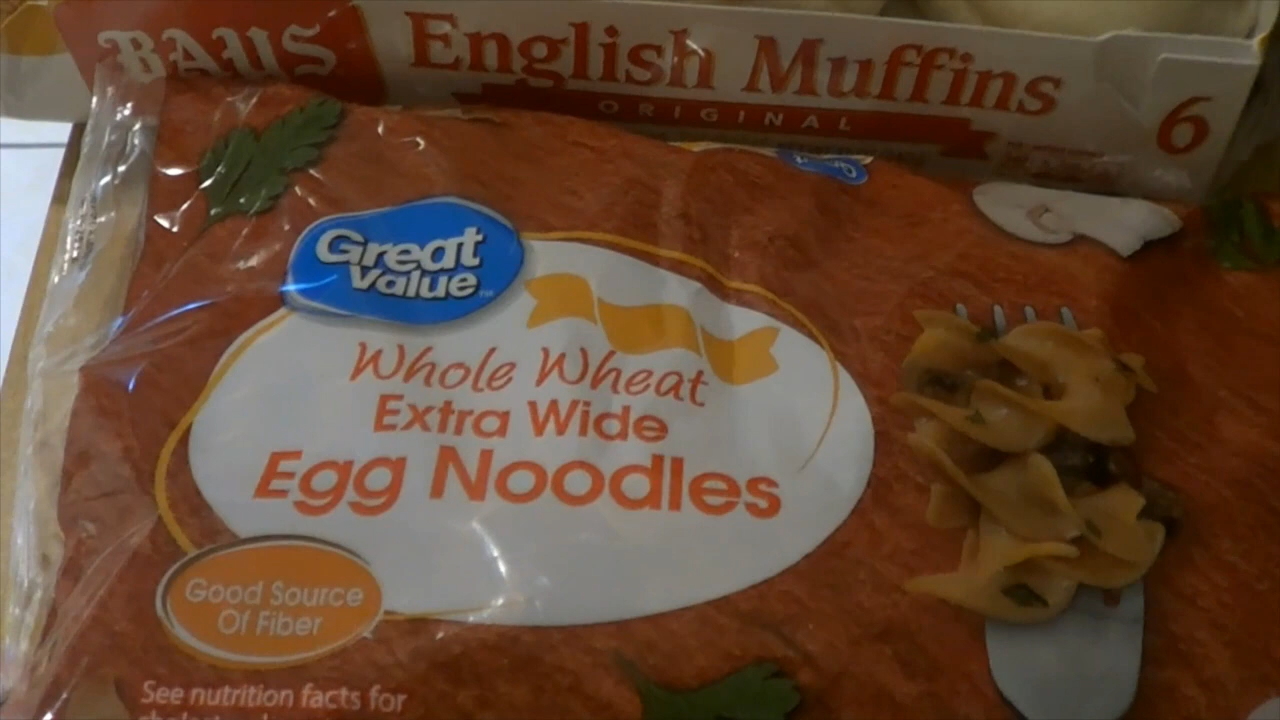 BAYS
English Muffins
ORIGINAL
6
Great
Value™
Whole Wheat
Extra Wide
Egg Noodles
Good Source
Of Fiber
See nutrition facts for